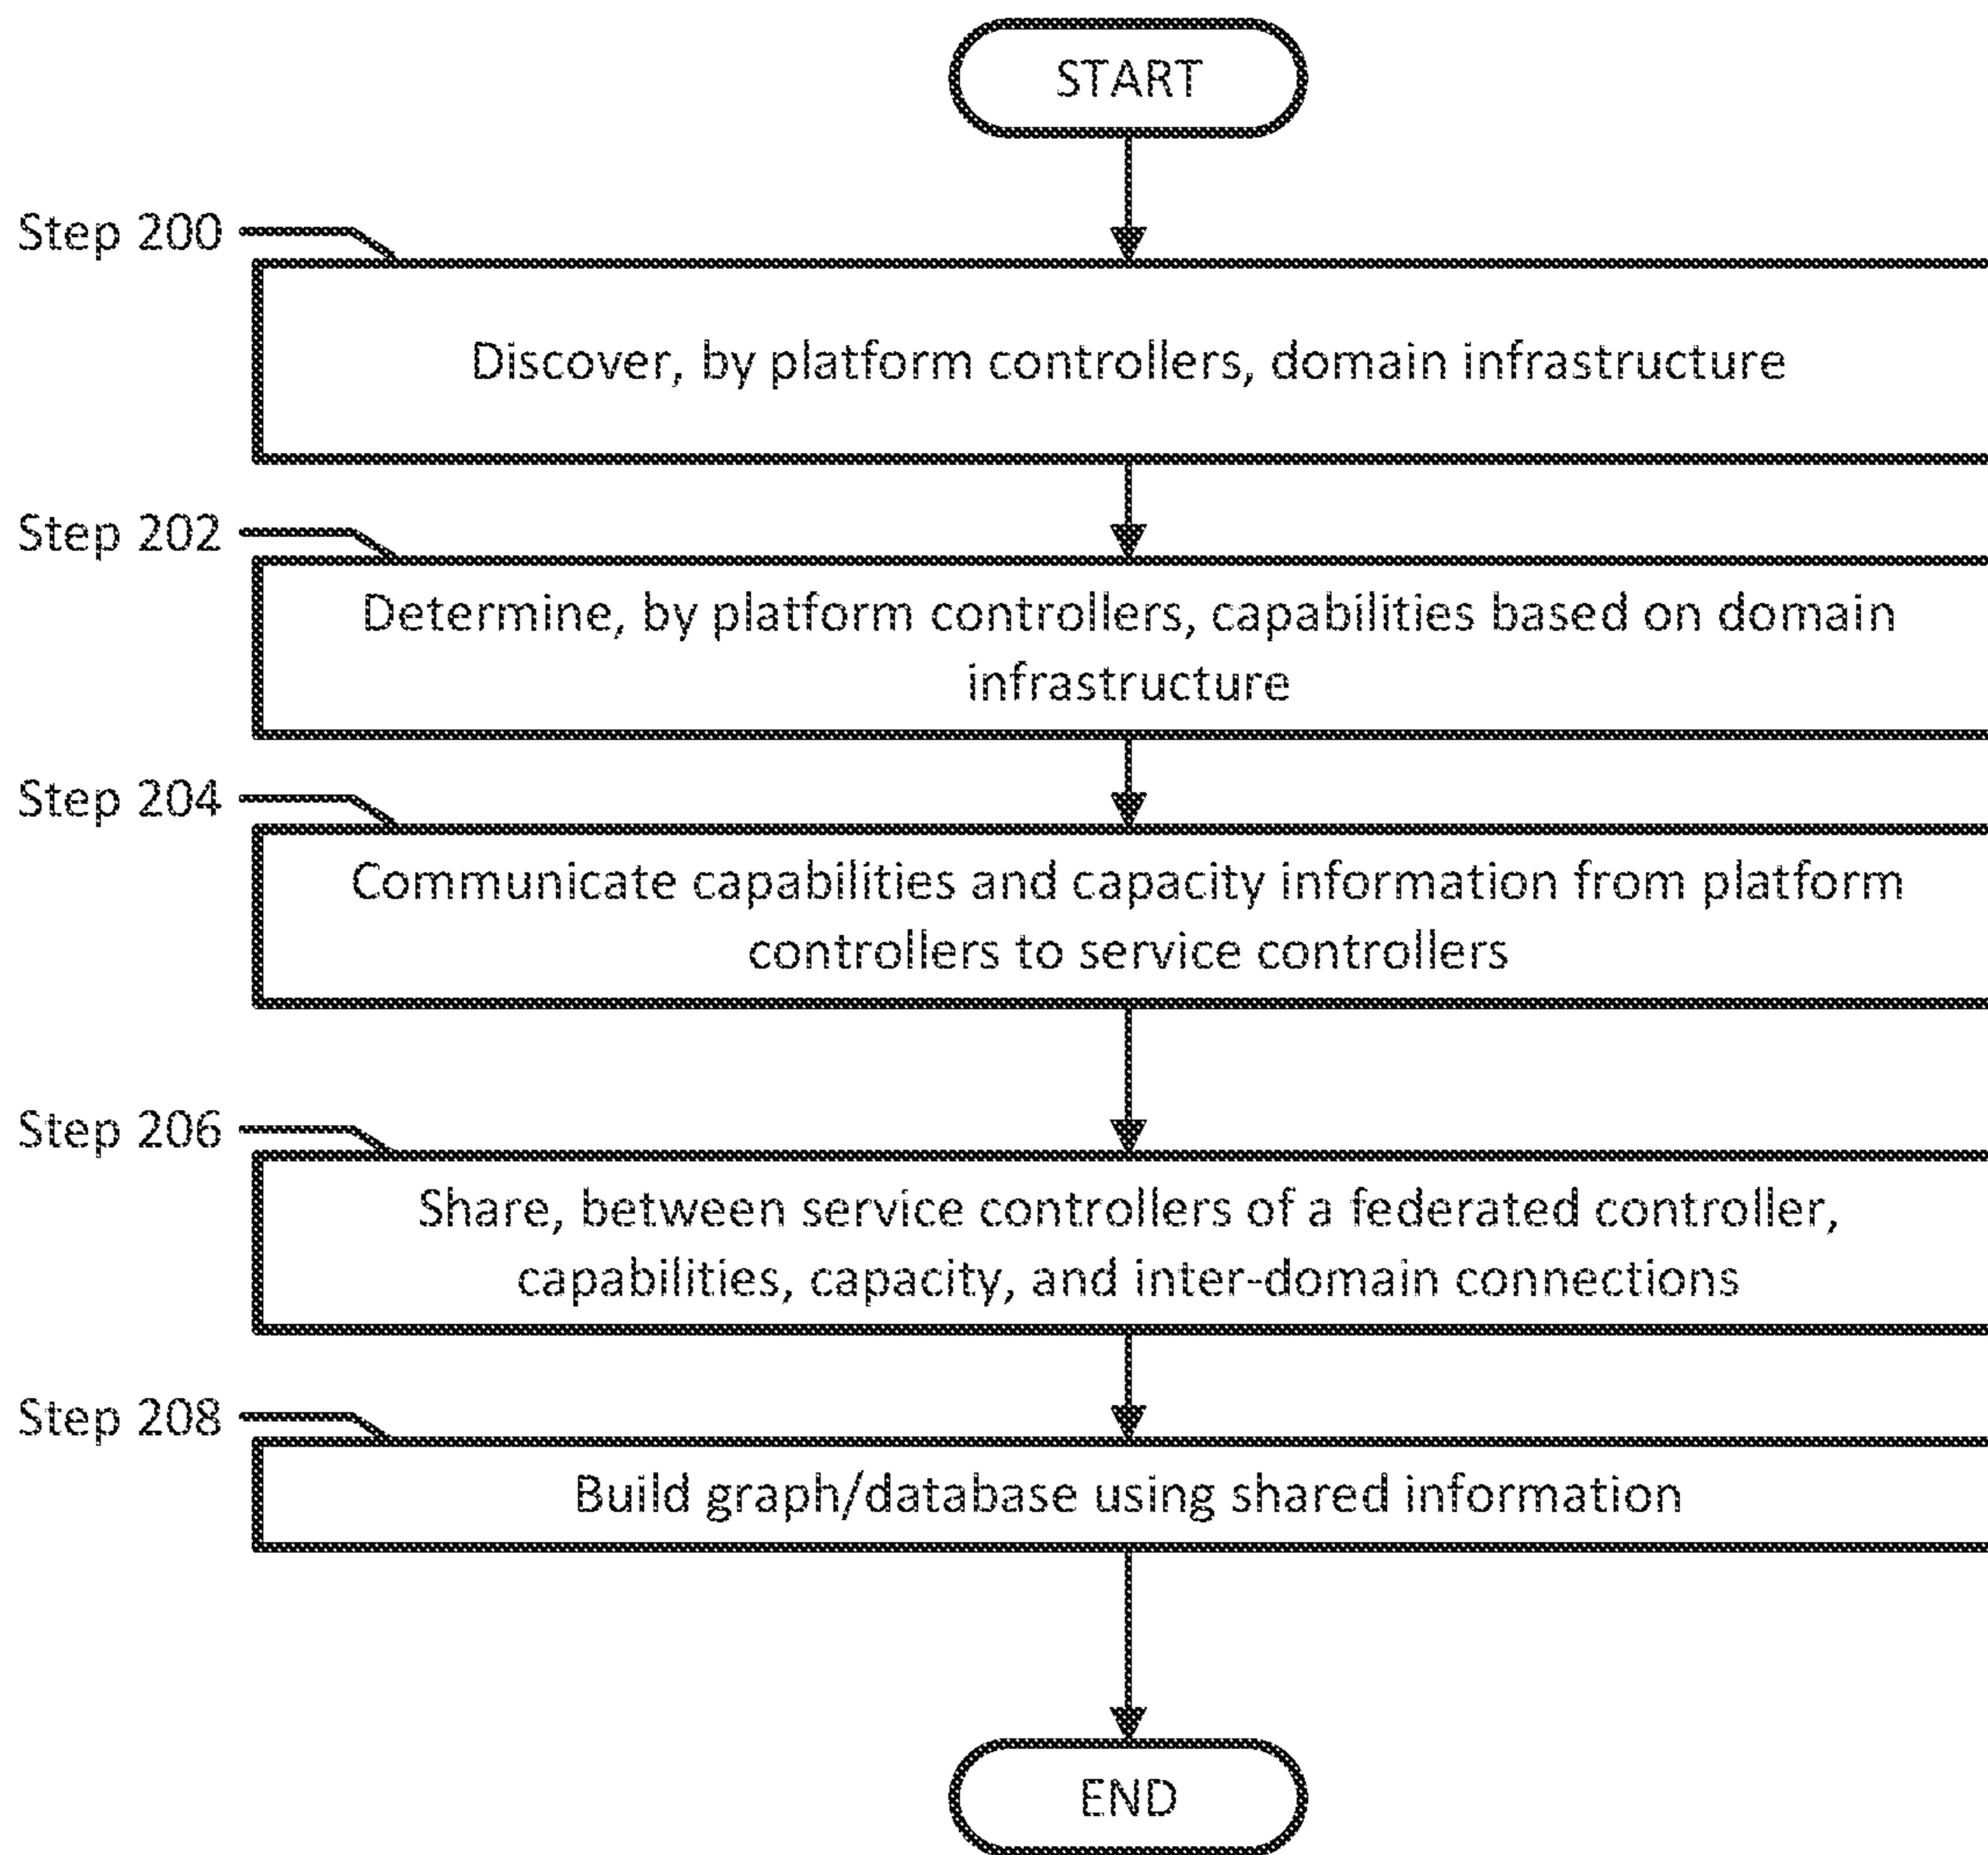 START
Step 200
Discover, by platform controllers, domain infrastructure
Step 202
Determine, by platform controllers, capabilities based on domain
infrastructure
Step 204
Communicate capabilities and capacity information from platform
controllers to service controllers
Step 206
Share, between service controllers of a federated controller,
capabilities, capacity, and inter-domain connections
Step 208
Build graph/database using shared information
END